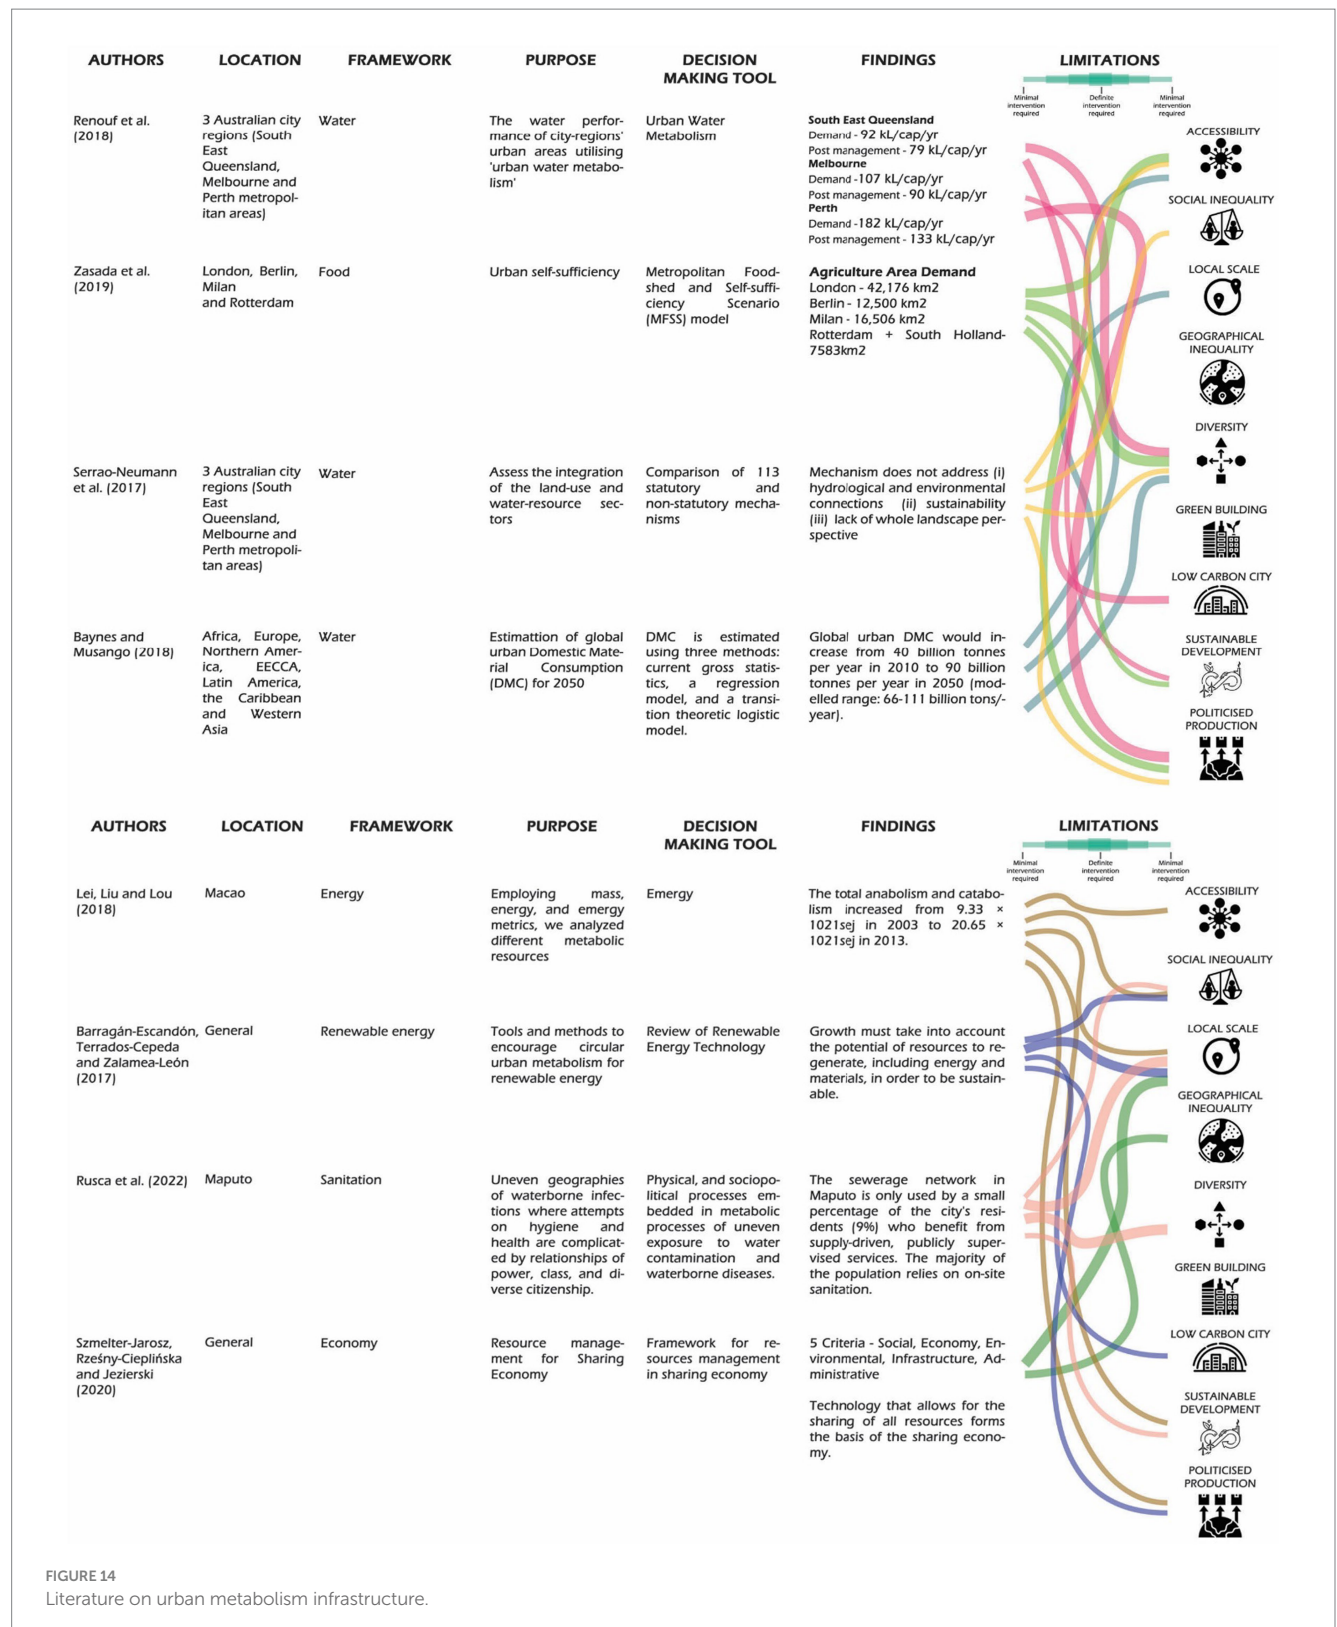 AUTHORS
LOCATION
FRAMEWORK
PURPOSE
DECISION
MAKING TOOL
FINDINGS
LIMITATIONS
Minimal
intervention
required
Definite
intervention
required
Minimal
intervention
required
Renouf et al.
(2018)
3 Australian city
regions (South
East
Queensland,
Melbourne and
Perth metropol-
itan areas)
Water
The water perfor-
mance of city-regions'
urban areas utilising
'urban water metabo-
lism'
Urban Water
Metabolism
South East Queensland
Demand - 92 kL/cap/yr
Post management - 79 kL/cap/yr
Melbourne
Demand -107 kL/cap/yr
Post management - 90 kL/cap/yr
Perth
Demand -182 kL/cap/yr
Post management - 133 kL/cap/yr
Zasada et al.
(2019)
London, Berlin,
Milan
and Rotterdam
Food
Urban self-sufficiency
Metropolitan Food-
shed and Self-suffi-
ciency Scenario
(MFSS) model
Agriculture Area Demand
London - 42,176 km2
Berlin - 12,500 km2
Milan - 16,506 km2
Rotterdam + South Holland-
7583km2
Serrao-Neumann
et al. (2017)
3 Australian city
regions (South
East
Queensland,
Melbourne and
Perth metropoli-
tan areas)
Water
Assess the integration
of the land-use and
water-resource sec-
tors
Comparison of 113
statutory and
non-statutory mecha-
nisms
Mechanism does not address (i)
hydrological and environmental
connections (ii) sustainability
(iii) lack of whole landscape per-
spective
Baynes and
Musango (2018)
Africa, Europe,
Northern Amer-
ica, EECCA,
Latin America,
the Caribbean
and Western
Asia
Water
Estimattion of global
urban Domestic Mate-
rial Consumption
(DMC) for 2050
DMC is estimated
using three methods:
current gross statis-
tics, a regression
model, and a transi-
tion theoretic logistic
model.
Global urban DMC would in-
crease from 40 billion tonnes
per year in 2010 to 90 billion
tonnes per year in 2050 (mod-
elled range: 66-111 billion tons/-
year).
ACCESSIBILITY
SOCIAL INEQUALITY
LOCAL SCALE
GEOGRAPHICAL
INEQUALITY
DIVERSITY
GREEN BUILDING
LOW CARBON CITY
SUSTAINABLE
DEVELOPMENT
POLITICISED
PRODUCTION
AUTHORS
LOCATION
FRAMEWORK
PURPOSE
DECISION
MAKING TOOL
FINDINGS
LIMITATIONS
Minimal
intervention
required
Definite
intervention
required
Minimal
intervention
required
Lei, Liu and Lou
(2018)
Macao
Energy
Employing mass,
energy, and emergy
metrics, we analyzed
different metabolic
resources
Emergy
The total anabolism and catabo-
lism increased from 9.33 ×
1021sej in 2003 to 20.65 ×
1021sej in 2013.
Barragán-Escandón,
Terrados-Cepeda
and Zalamea-León
(2017)
General
Renewable energy
Tools and methods to
encourage circular
urban metabolism for
renewable energy
Review of Renewable
Energy Technology
Growth must take into account
the potential of resources to re-
generate, including energy and
materials, in order to be sustain-
able.
Rusca et al. (2022)
Maputo
Sanitation
Uneven geographies
of waterborne infec-
tions where attempts
on hygiene and
health are complicat-
ed by relationships of
power, class, and di-
verse citizenship.
Physical, and sociopo-
litical processes em-
bedded in metabolic
processes of uneven
exposure to water
contamination and
waterborne diseases.
The sewerage network in
Maputo is only used by a small
percentage of the city's resi-
dents (9%) who benefit from
supply-driven, publicly super-
vised services. The majority of
the population relies on on-site
sanitation.
Szmelter-Jarosz,
Rześny-Cieplińska
and Jezierski
(2020)
General
Economy
Resource manage-
ment for Sharing
Economy
Framework for re-
sources management
in sharing economy
5 Criteria - Social, Economy, En-
vironmental, Infrastructure, Ad-
ministrative
Technology that allows for the
sharing of all resources forms
the basis of the sharing econo-
my.
ACCESSIBILITY
SOCIAL INEQUALITY
LOCAL SCALE
GEOGRAPHICAL
INEQUALITY
DIVERSITY
GREEN BUILDING
LOW CARBON CITY
SUSTAINABLE
DEVELOPMENT
POLITICISED
PRODUCTION
FIGURE 14
Literature on urban metabolism infrastructure.